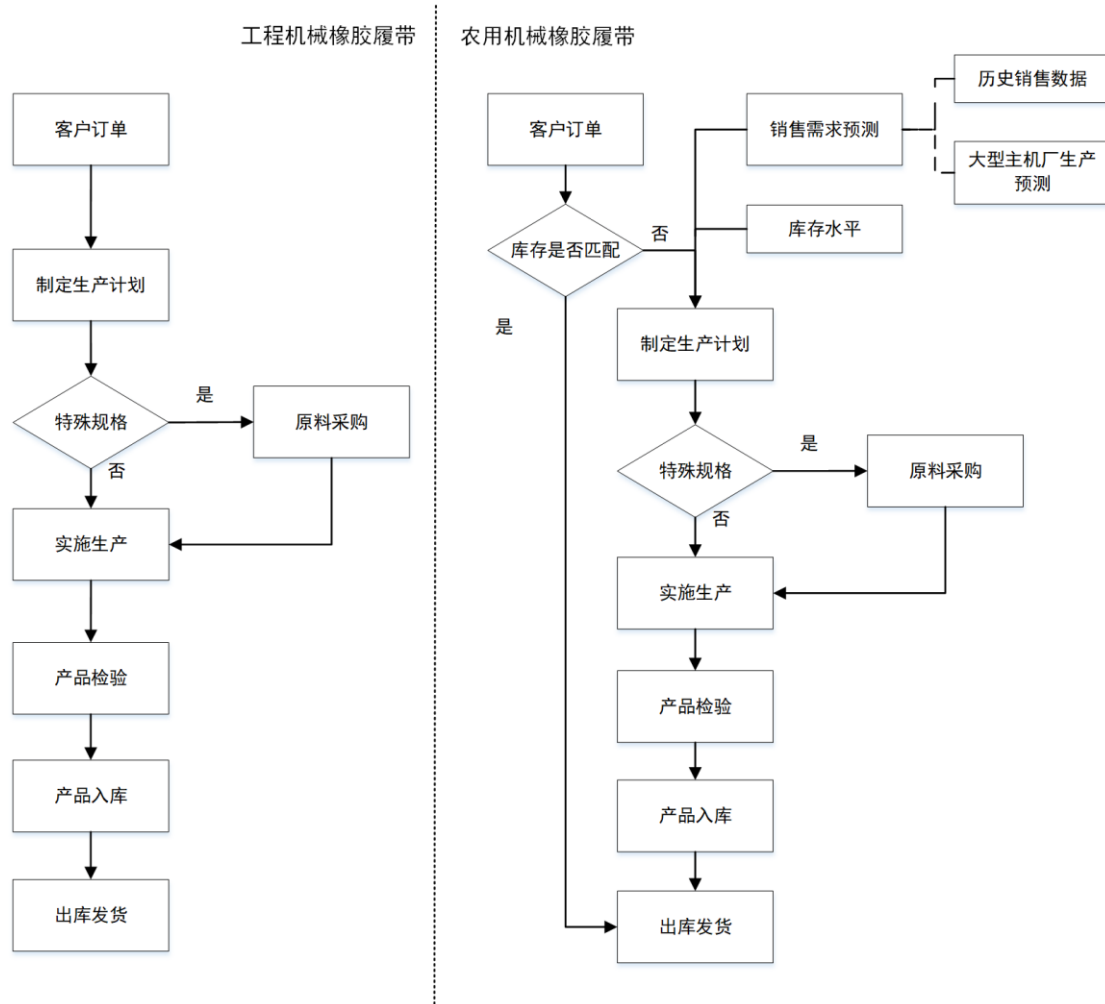 工程机械橡胶履带
客户订单
制定生产计划
特殊规格
是
原料采购
否
实施生产
产品检验
产品入库
出库发货
农用机械橡胶履带
客户订单
销售需求预测
历史销售数据
大型主机厂生产
预测
库存水平
库存是否匹配
否
是
制定生产计划
特殊规格
是
原料采购
否
实施生产
产品检验
产品入库
出库发货